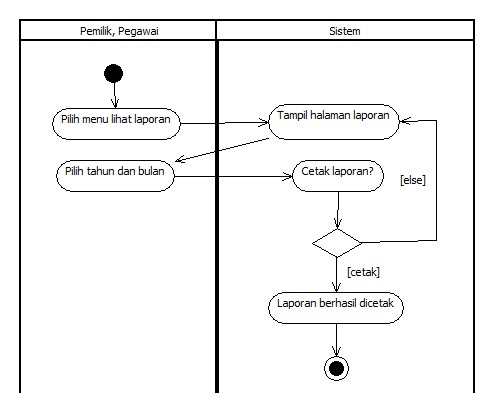 Pemilik, Pegawai
Sistem
Pilih menu lihat laporan
Tampil halaman laporan
Pilih tahun dan bulan
Cetak laporan?
[else]
[cetak]
Laporan berhasil dicetak